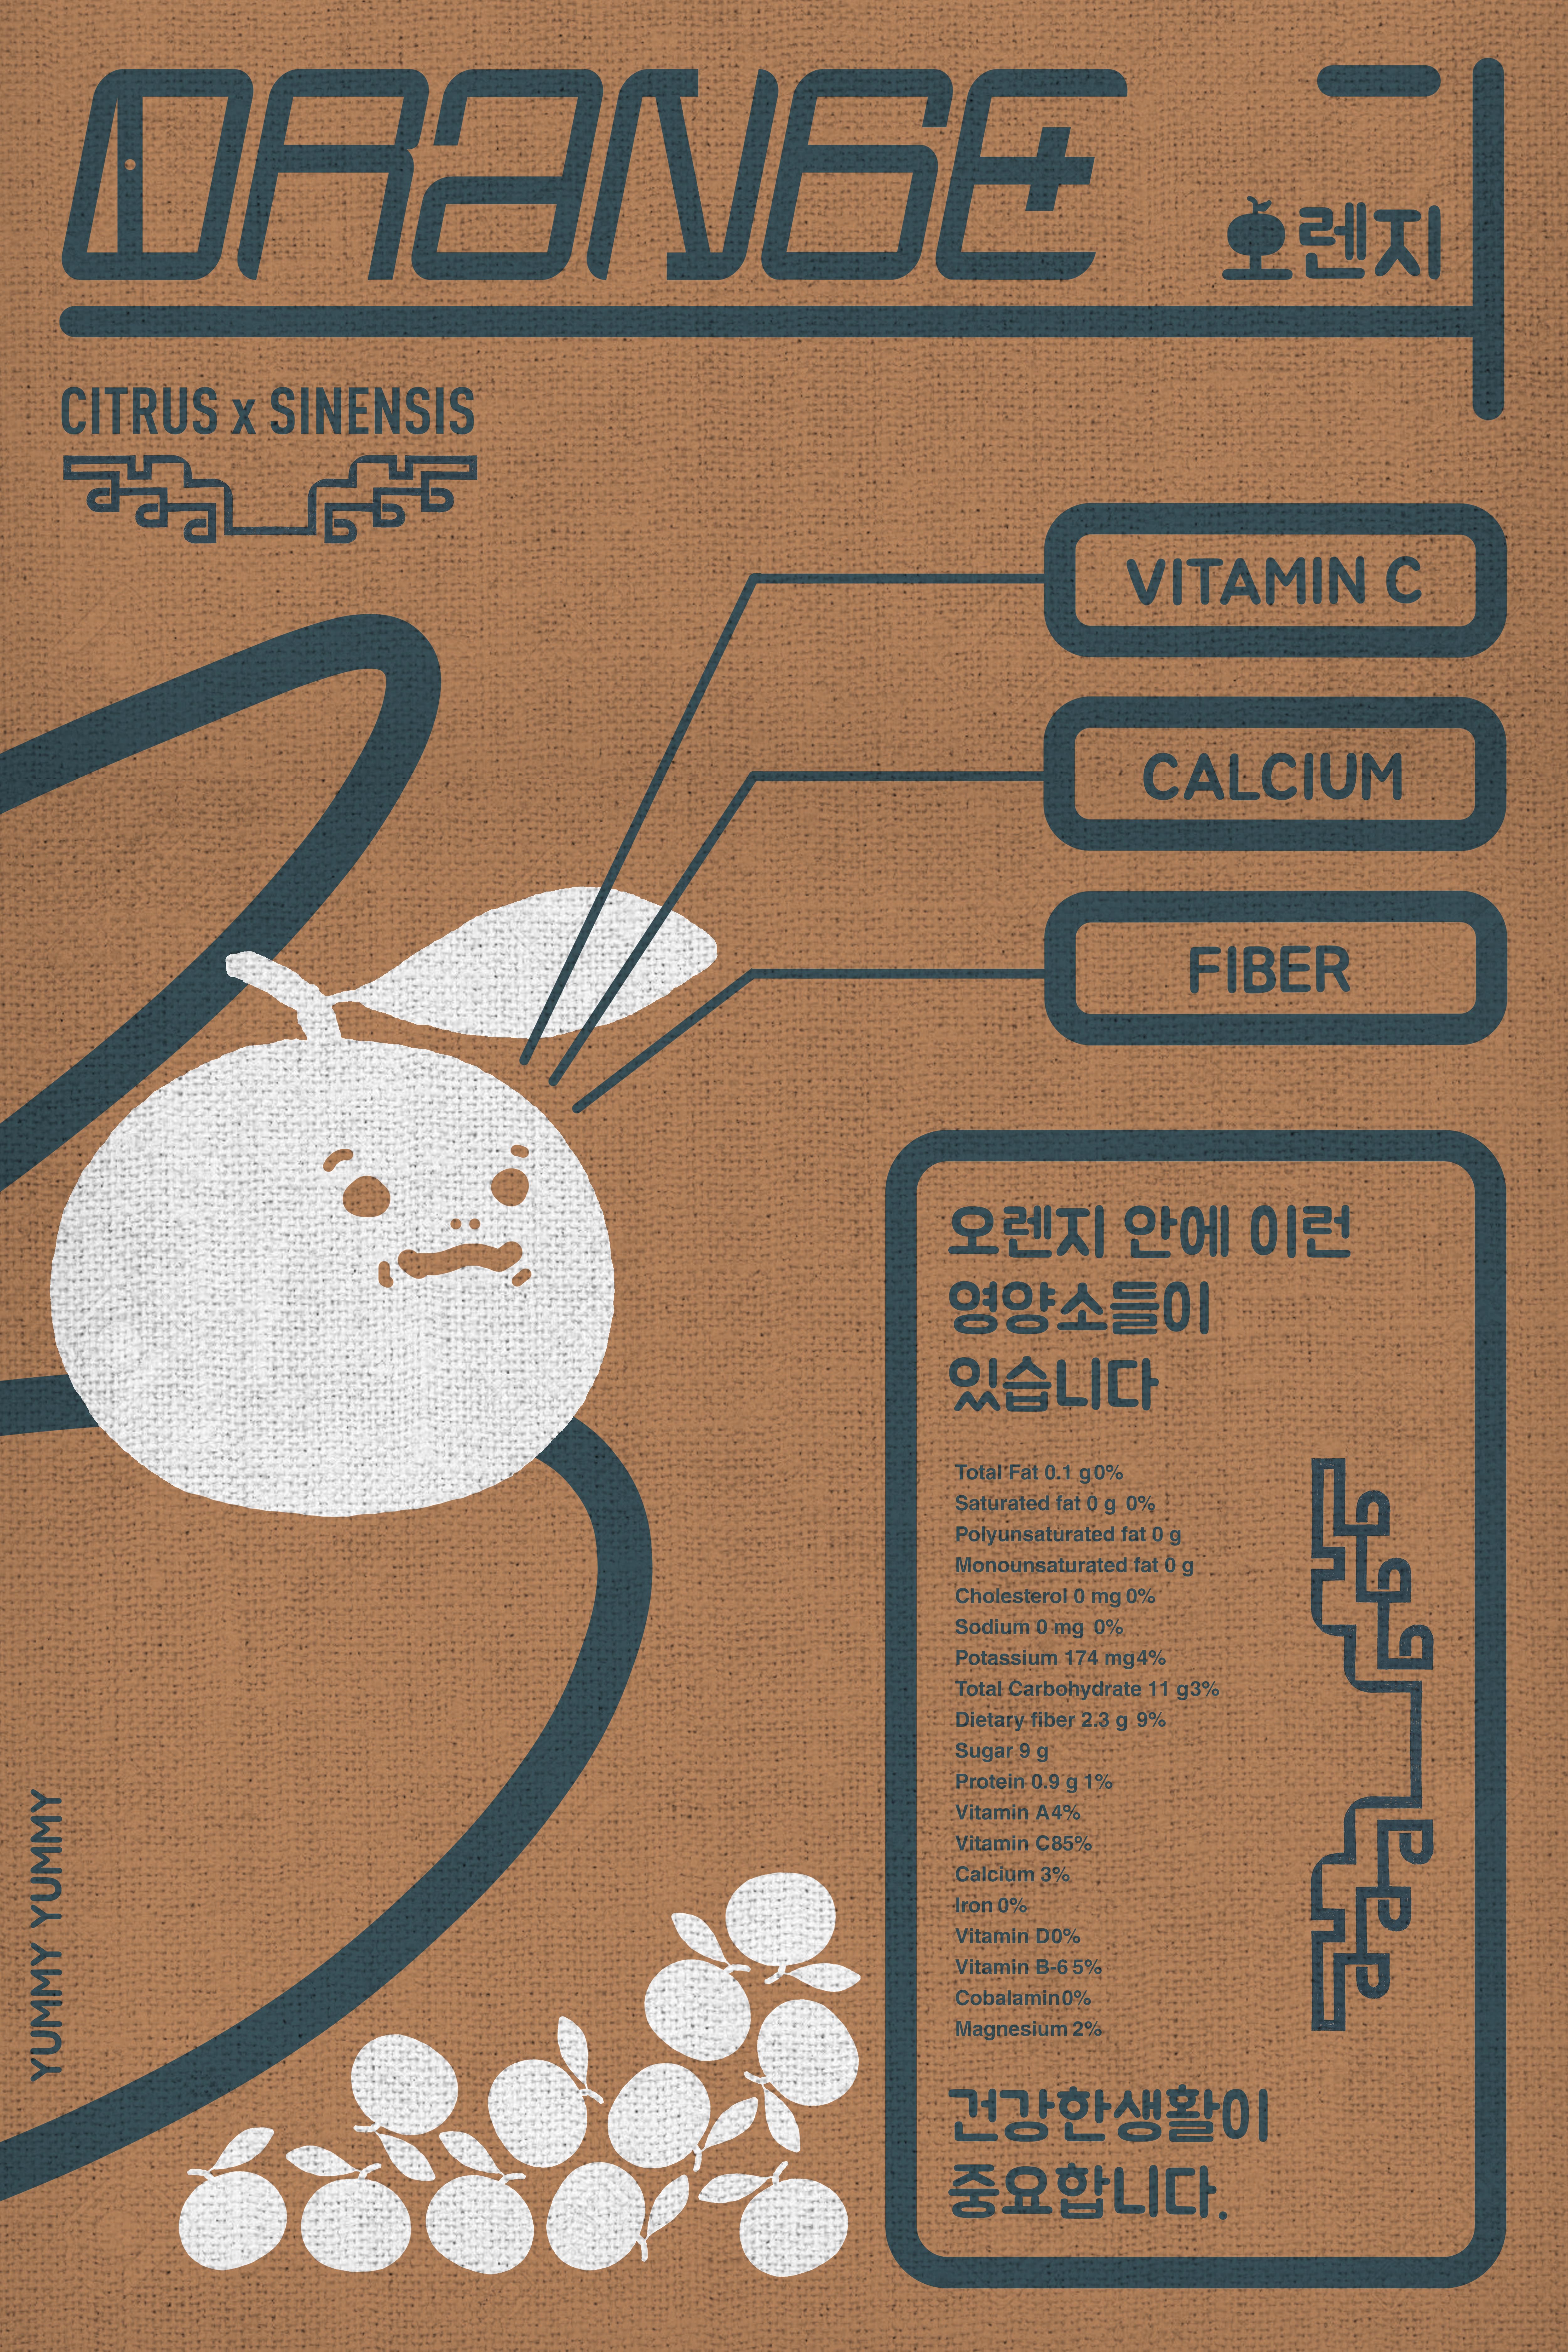 ORANGE
오렌지
CITRUS x SINENSIS
VITAMIN C
CALCIUM
FIBER
오렌지 안에 이런
영양소들이
있습니다
Total Fat 0.1 g0%
Saturated fat 0 g 0%
Polyunsaturated fat 0 g
Monounsaturated fat 0 g
Cholesterol 0 mg 0%
Sodium 0 mg 0%
Potassium 174 mg4%
Total Carbohydrate 11 g3%
Dietary fiber 2.3 g 9%
Sugar 9 g
Protein 0.9 g 1%
Vitamin A4%
Vitamin C85%
Calcium 3%
Iron 0%
Vitamin D0%
Vitamin B-6 5%
Cobalamin0%
Magnesium 2%
건강한생활이
중요합니다.
YUMMY YUMMY